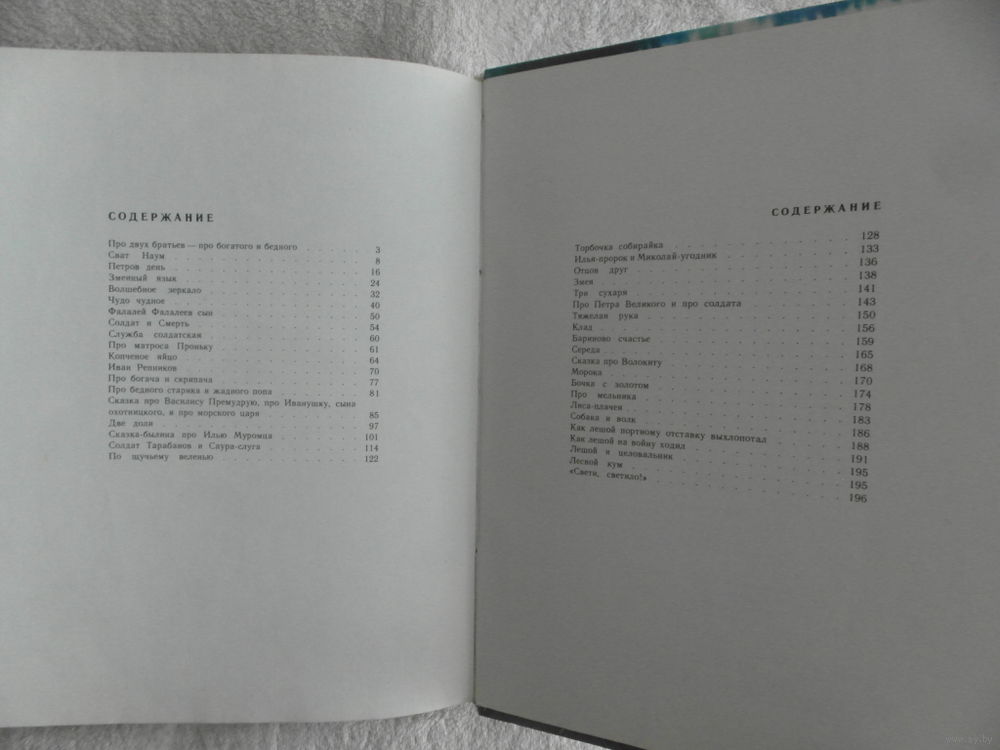 СОДЕРЖАНИЕ
Про двух братьев — про богатого и бедного . . . . . 3
Сват Наум . . . . . 8
Петров день . . . . . 16
Змеиный язык . . . . . 24
Волшебное зеркало . . . . . 32
Чудо чудное . . . . . 40
Фалалей Фалалеев сын . . . . . 50
Солдат и Смерть . . . . . 54
Служба солдатская . . . . . 60
Про матроса Проньку . . . . . 61
Копченое яйцо . . . . . 64
Иван Репников . . . . . 70
Про богача и скрипача . . . . . 77
Про бедного старика и жадного попа . . . . . 81
Сказка про Василису Премудрую, про Иванушку, сына
охотницкого, и про морского царя . . . . . 85
Две доли . . . . . 97
Сказка-былина про Илью Муромца . . . . . 101
Солдат Тарабанов и Саура-слуга . . . . . 114
По щучьему веленью . . . . . 122
СОДЕРЖАНИЕ
Торбочка собирайка . . . . . 128
Илья-пророк и Миколай-угодник . . . . . 133
Отцов друг . . . . . 136
Змея . . . . . 138
Три сухаря . . . . . 141
Про Петра Великого и про солдата . . . . . 143
Тяжелая рука . . . . . 150
Клад . . . . . 156
Бариново счастье . . . . . 159
Середа . . . . . 165
Сказка про Волокиту . . . . . 168
Морока . . . . . 170
Бочка с золотом . . . . . 174
Про мельника . . . . . 178
Лиса-плачея . . . . . 183
Собака и волк . . . . . 186
Как лешой портному отставку выхлопотал . . . . . 188
Как лешой на войну ходил . . . . . 191
Лешой и целовальник . . . . . 195
Лесной кум . . . . . 195
«Свети, светило!» . . . . . 196
www.ay.by